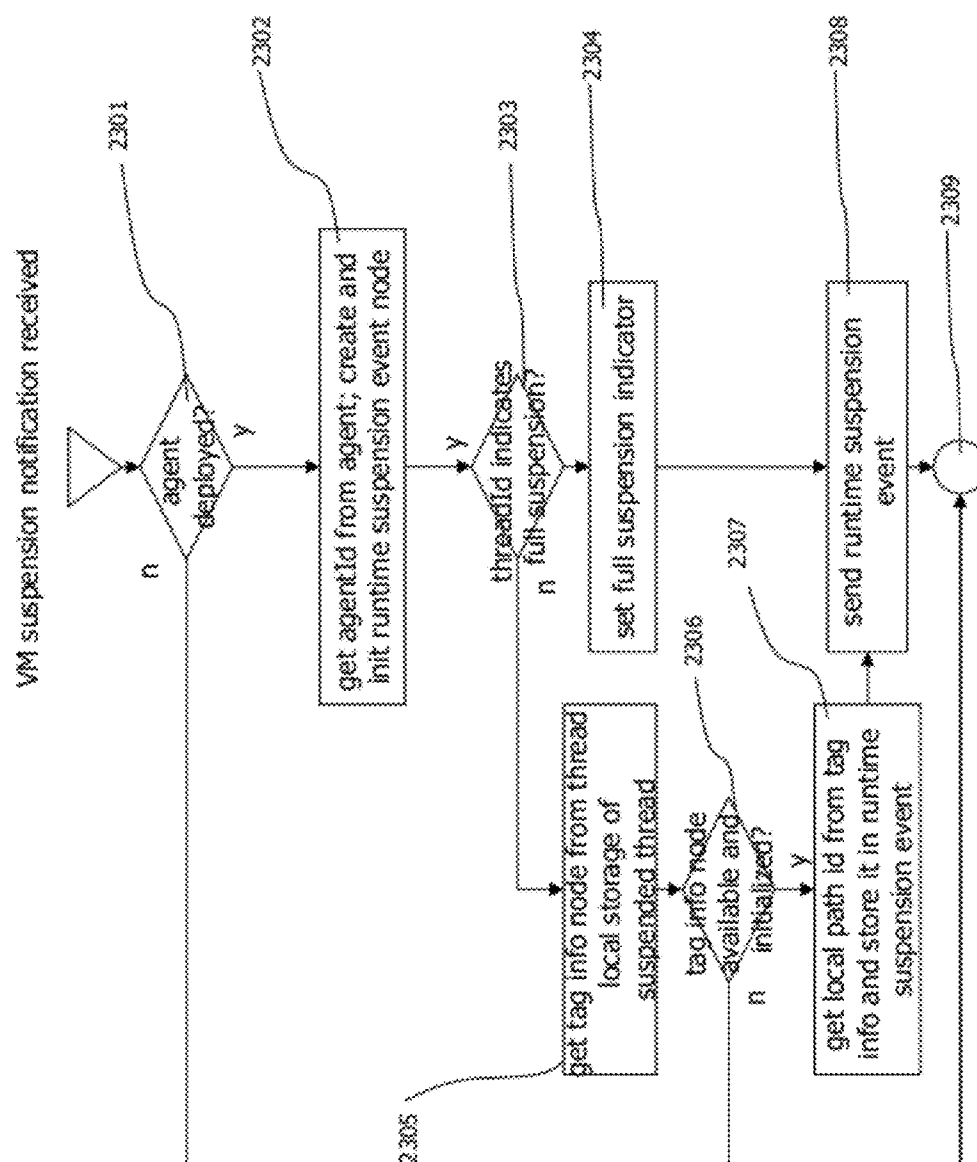 VM suspension notification received
2301
agent
deployed?
n
y
2302
get agentId from agent; create and
init runtime suspension event node
2303
threadId indicates
full suspension?
y
n
2304
set full suspension indicator
2305
get tag info node from thread
local storage of
suspended thread
2306
tag info node
available and
initialized?
y
n
2307
get local path id from tag
info and store it in runtime
suspension event
2308
send runtime suspension
event
2309